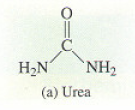 O
C
H₂N NH₂
(a) Urea